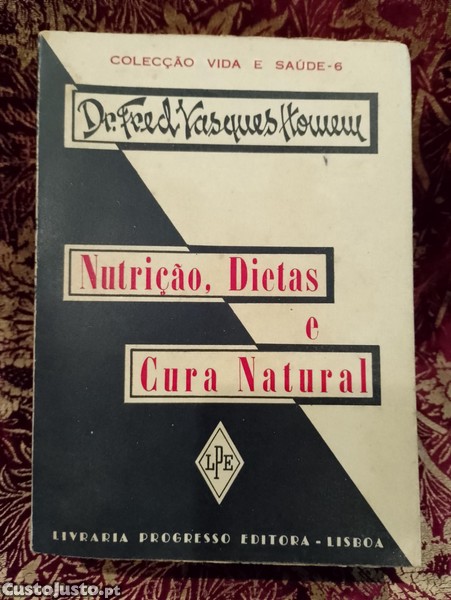 COLECÇÃO VIDA E SAÚDE-6
Dr. Fred Vasques Homem
Nutrição, Dietas
e
Cura Natural
LPE
LIVRARIA PROGRESSO EDITORA - LISBOA
CustoJusto.pt